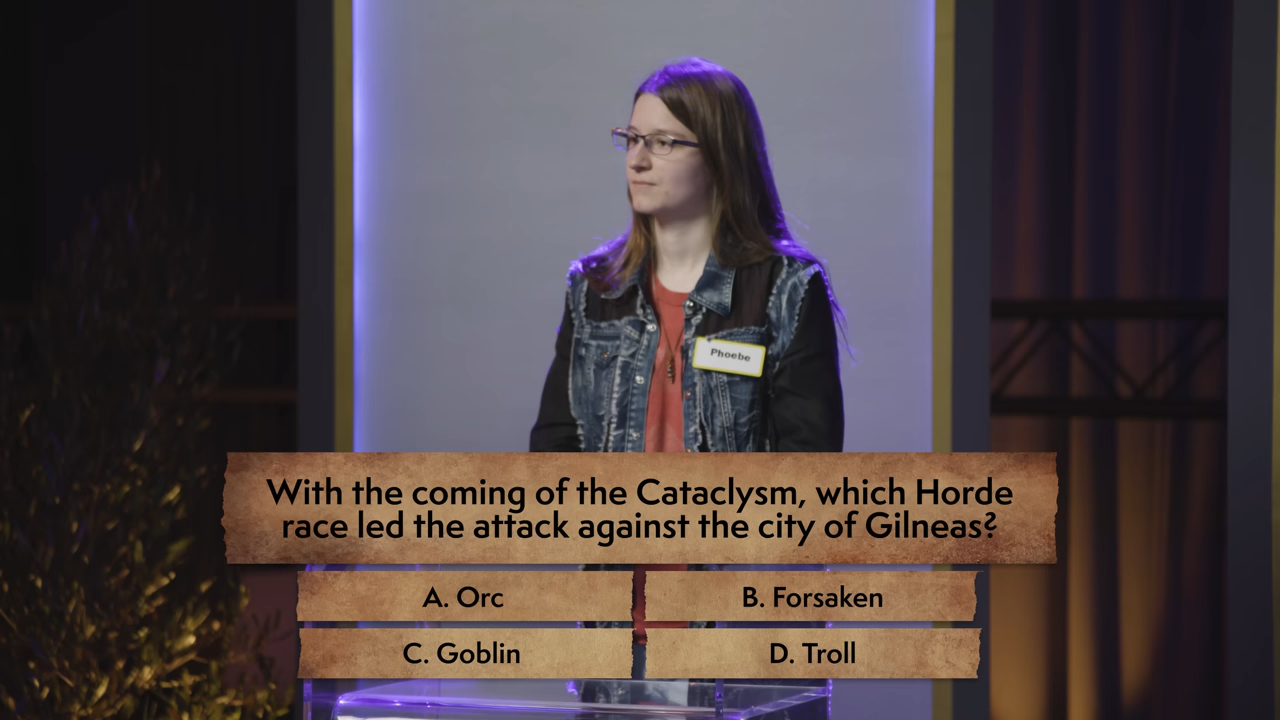 Phoebe
With the coming of the Cataclysm, which Horde
race led the attack against the city of Gilneas?
A. Orc
B. Forsaken
C. Goblin
D. Troll